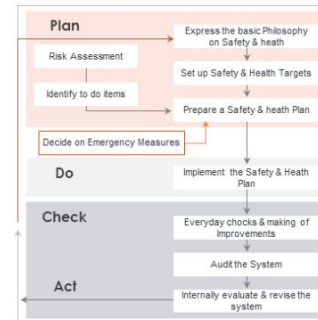 Plan
Express the basic Philosophy
on Safety & heath
Risk Assessment
Set up Safety & Health Targets
Identify to do items
Prepare a Safety & heath Plan
Decide on Emergency Measures
Do
Implement the Safety & Heath
Plan
Check
Everyday chocks & making of
Improvements
Audit the System
Act
Internally evaluate & revise the
system